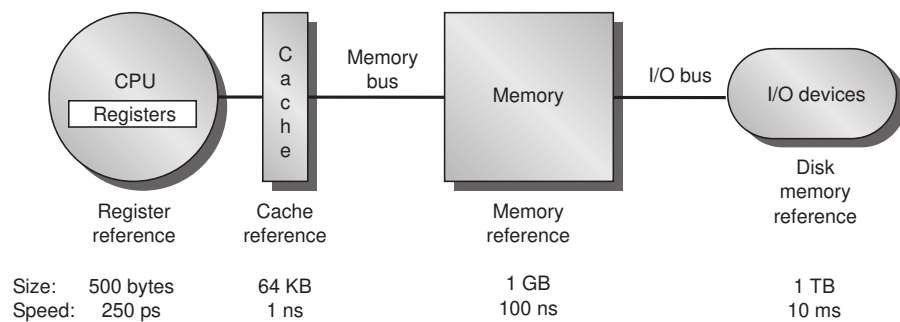 CPU
Registers
Cache
Memory
bus
Memory
I/O bus
I/O devices
Register
reference
Cache
reference
Memory
reference
Disk
memory
reference
Size: 500 bytes 64 KB 1 GB 1 TB
Speed: 250 ps 1 ns 100 ns 10 ms